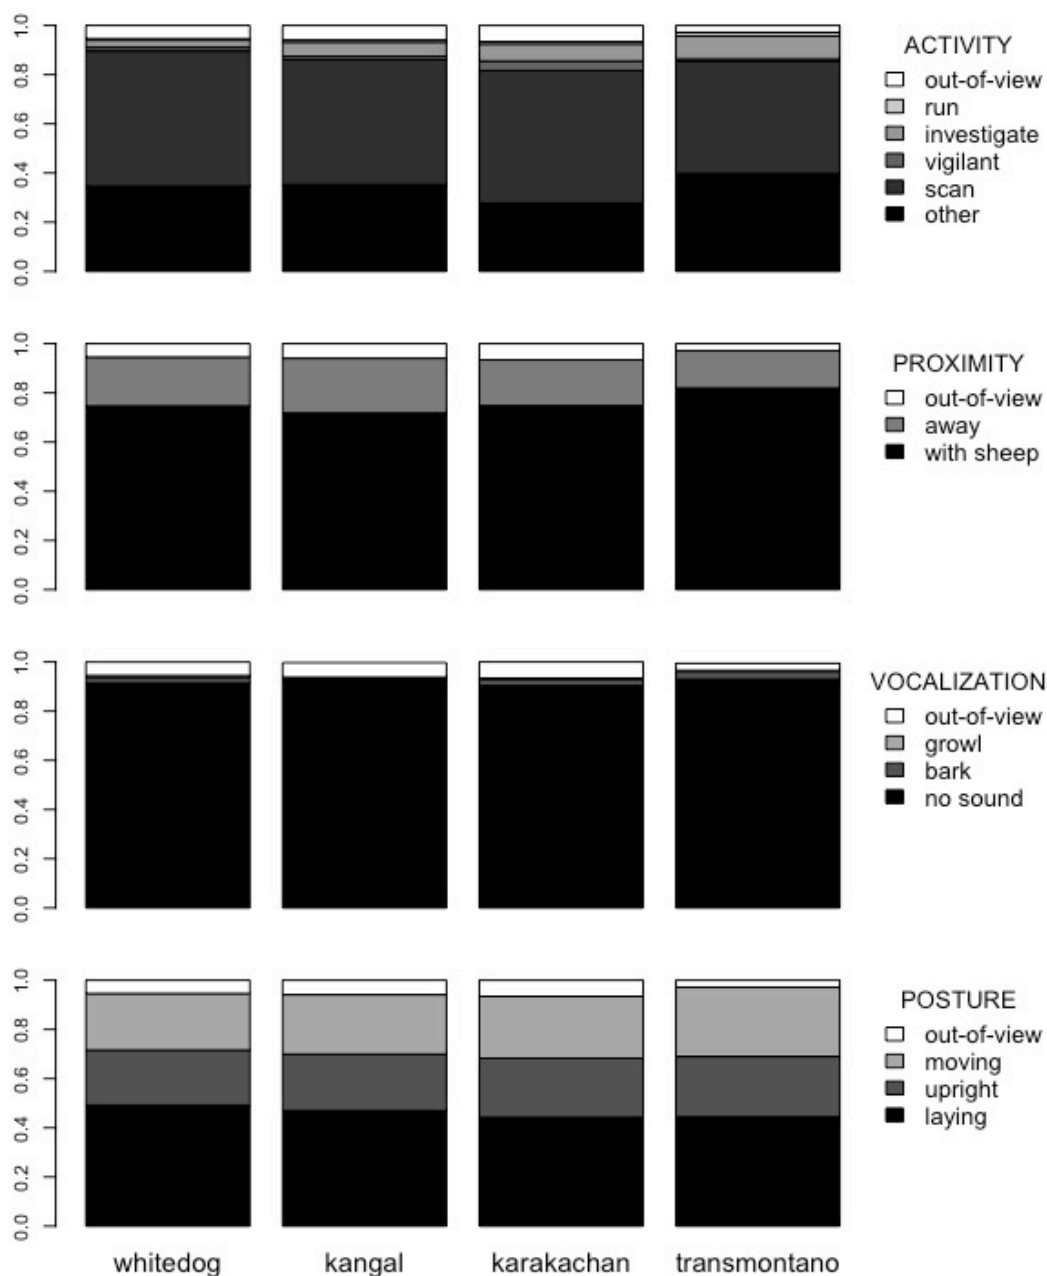 0.0 0.2 0.4 0.6 0.8 1.0
ACTIVITY
out-of-view
run
investigate
vigilant
scan
other
0.0 0.2 0.4 0.6 0.8 1.0
PROXIMITY
out-of-view
away
with sheep
0.0 0.2 0.4 0.6 0.8 1.0
VOCALIZATION
out-of-view
growl
bark
no sound
0.0 0.2 0.4 0.6 0.8 1.0
POSTURE
out-of-view
moving
upright
laying
whitedog kangal karakachan transmontano